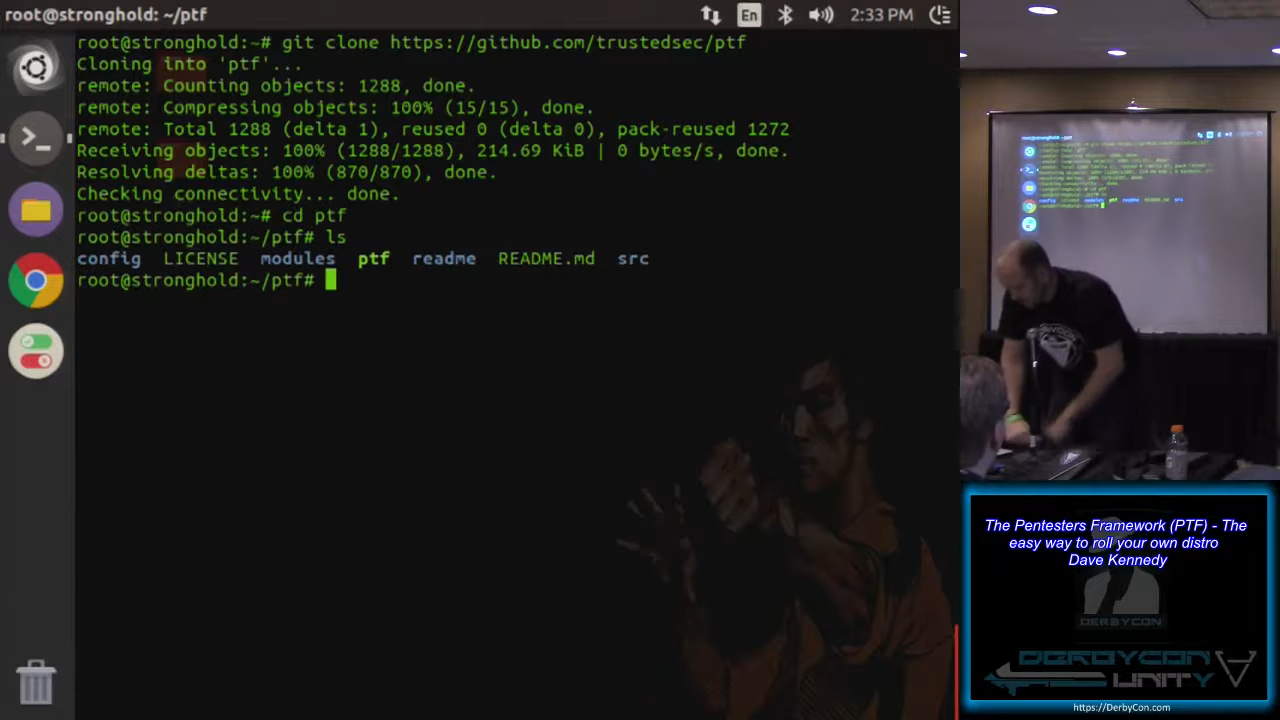 root@stronghold: ~/ptf
En
2:33 PM
root@stronghold:~# git clone https://github.com/trustedsec/ptf
Cloning into 'ptf'...
remote: Counting objects: 1288, done.
remote: Compressing objects: 100% (15/15), done.
remote: Total 1288 (delta 1), reused 0 (delta 0), pack-reused 1272
Receiving objects: 100% (1288/1288), 214.69 KiB | 0 bytes/s, done.
Resolving deltas: 100% (870/870), done.
Checking connectivity... done.
root@stronghold:~# cd ptf
root@stronghold:~/ptf# ls
config LICENSE modules ptf readme README.md src
root@stronghold:~/ptf#
The Pentesters Framework (PTF) - The
easy way to roll your own distro
Dave Kennedy
DERBYCON
DERBYCON
UNITY
https://DerbyCon.com